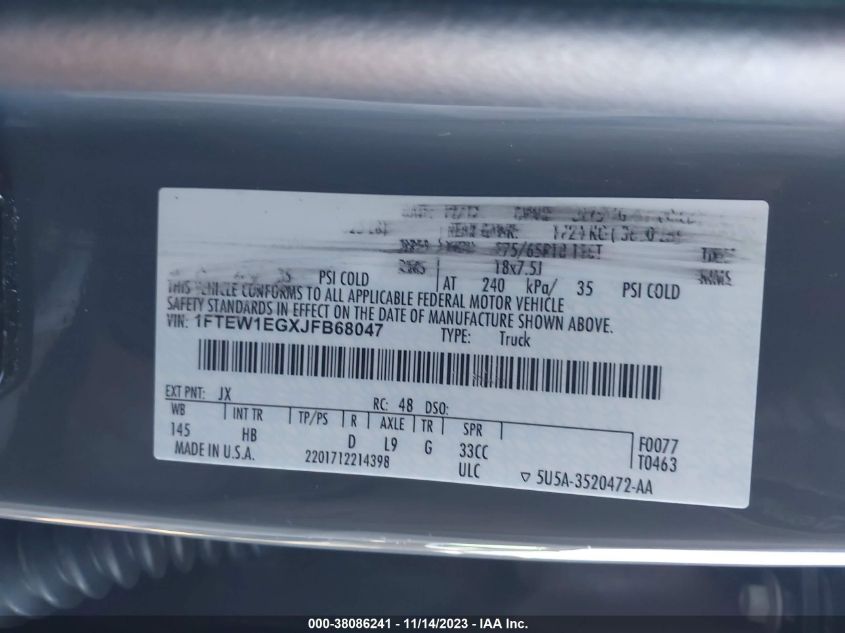 18x7.5J
35 PSI COLD
AT 240 kPa/ 35 PSI COLD
THIS VEHICLE CONFORMS TO ALL APPLICABLE FEDERAL MOTOR VEHICLE
SAFETY STANDARDS IN EFFECT ON THE DATE OF MANUFACTURE SHOWN ABOVE.
VIN: 1FTEW1EGXJFB68047
TYPE: Truck
EXT PNT: JX RC: 48 DSO:
WB INT TR TP/PS R AXLE TR SPR
145 HB D L9 G 33CC F0077
MADE IN U.S.A. 2201712214398 ULC T0463
▽ 5U5A-3520472-AA
000-38086241 - 11/14/2023 - IAA Inc.